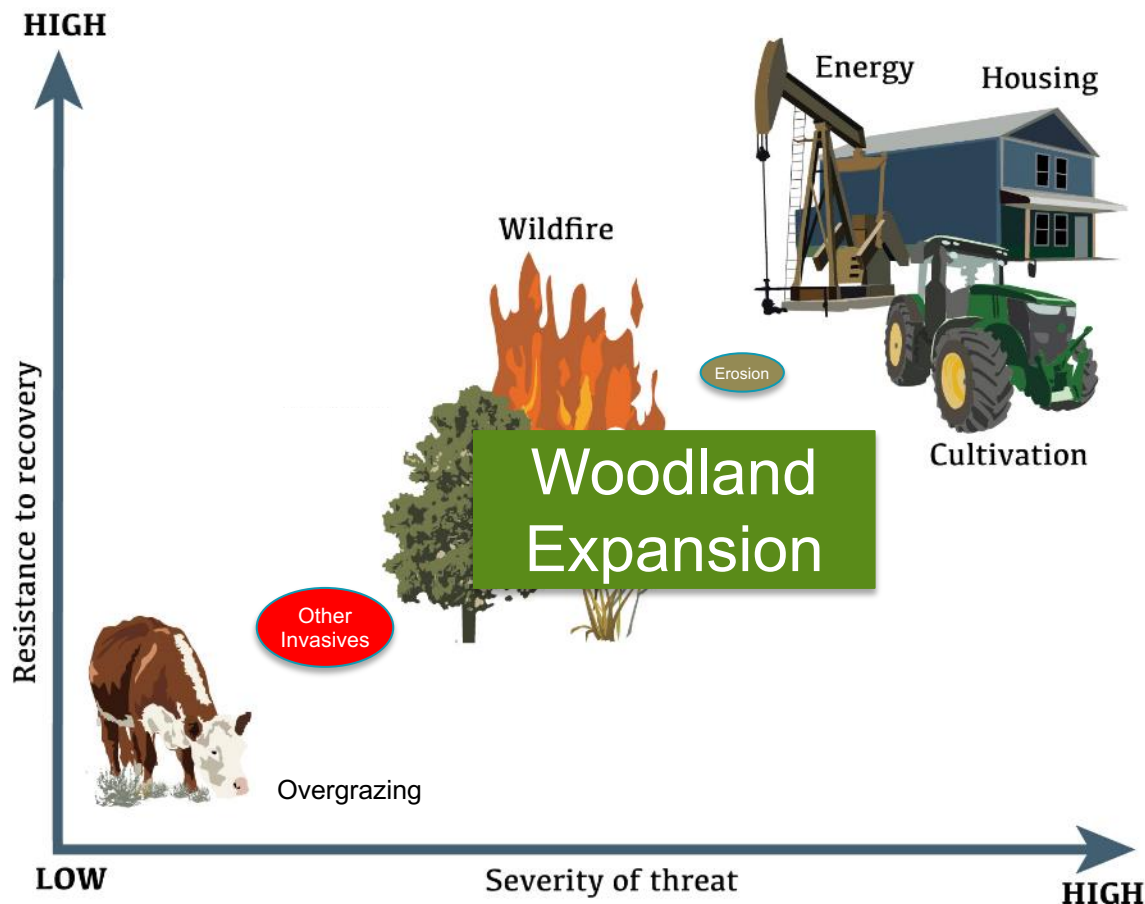 HIGH
Energy
Housing
Wildfire
Erosion
Cultivation
Woodland
Expansion
Other
Invasives
Overgrazing
Resistance to recovery
LOW
Severity of threat
HIGH